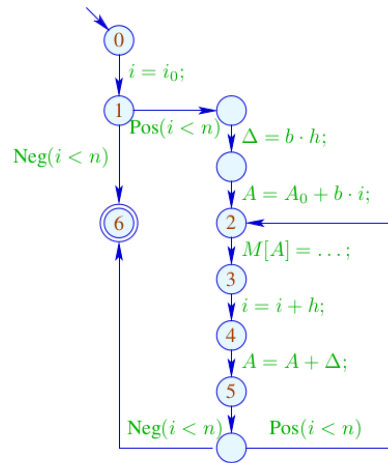 0
i = i₀;
1
Pos(i < n)
Δ = b · h;
Neg(i < n)
A = A₀ + b · i;
6
2
M[A] = . . . ;
3
i = i + h;
4
A = A + Δ;
5
Neg(i < n)
Pos(i < n)